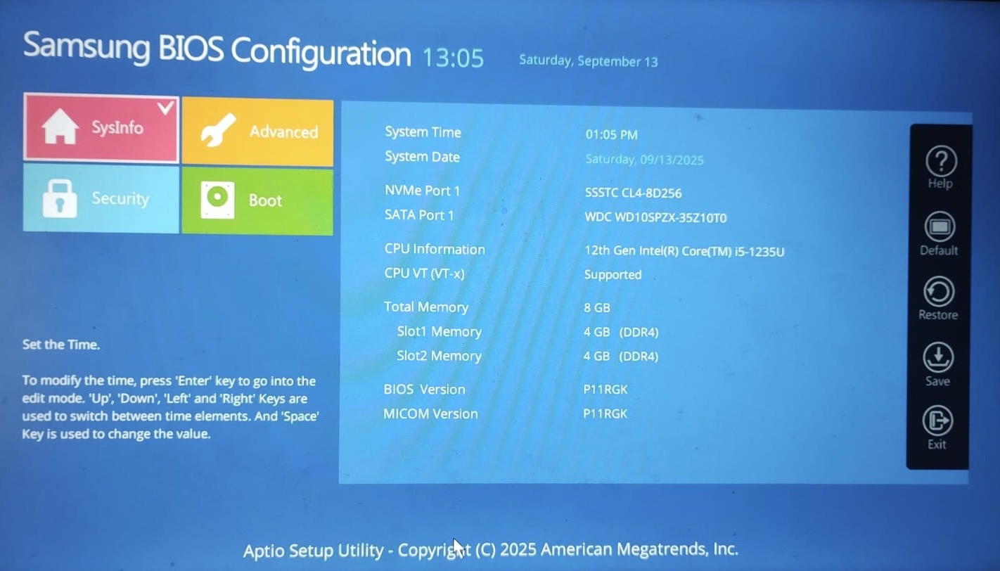 Samsung BIOS Configuration 13:05 Saturday, September 13
SysInfo
Advanced
Security
Boot
System Time 01:05 PM
System Date Saturday, 09/13/2025
NVMe Port 1 SSSTC CL4-8D256
SATA Port 1 WDC WD10SPZX-35Z10T0
CPU Information 12th Gen Intel(R) Core(TM) i5-1235U
CPU VT (VT-x) Supported
Total Memory 8 GB
Slot1 Memory 4 GB (DDR4)
Slot2 Memory 4 GB (DDR4)
BIOS Version P11RGK
MICOM Version P11RGK
Help
Default
Restore
Save
Exit
Set the Time.
To modify the time, press 'Enter' key to go into the
edit mode. 'Up', 'Down', 'Left' and 'Right' Keys are
used to switch between time elements. And 'Space'
Key is used to change the value.
Aptio Setup Utility - Copyright (C) 2025 American Megatrends, Inc.